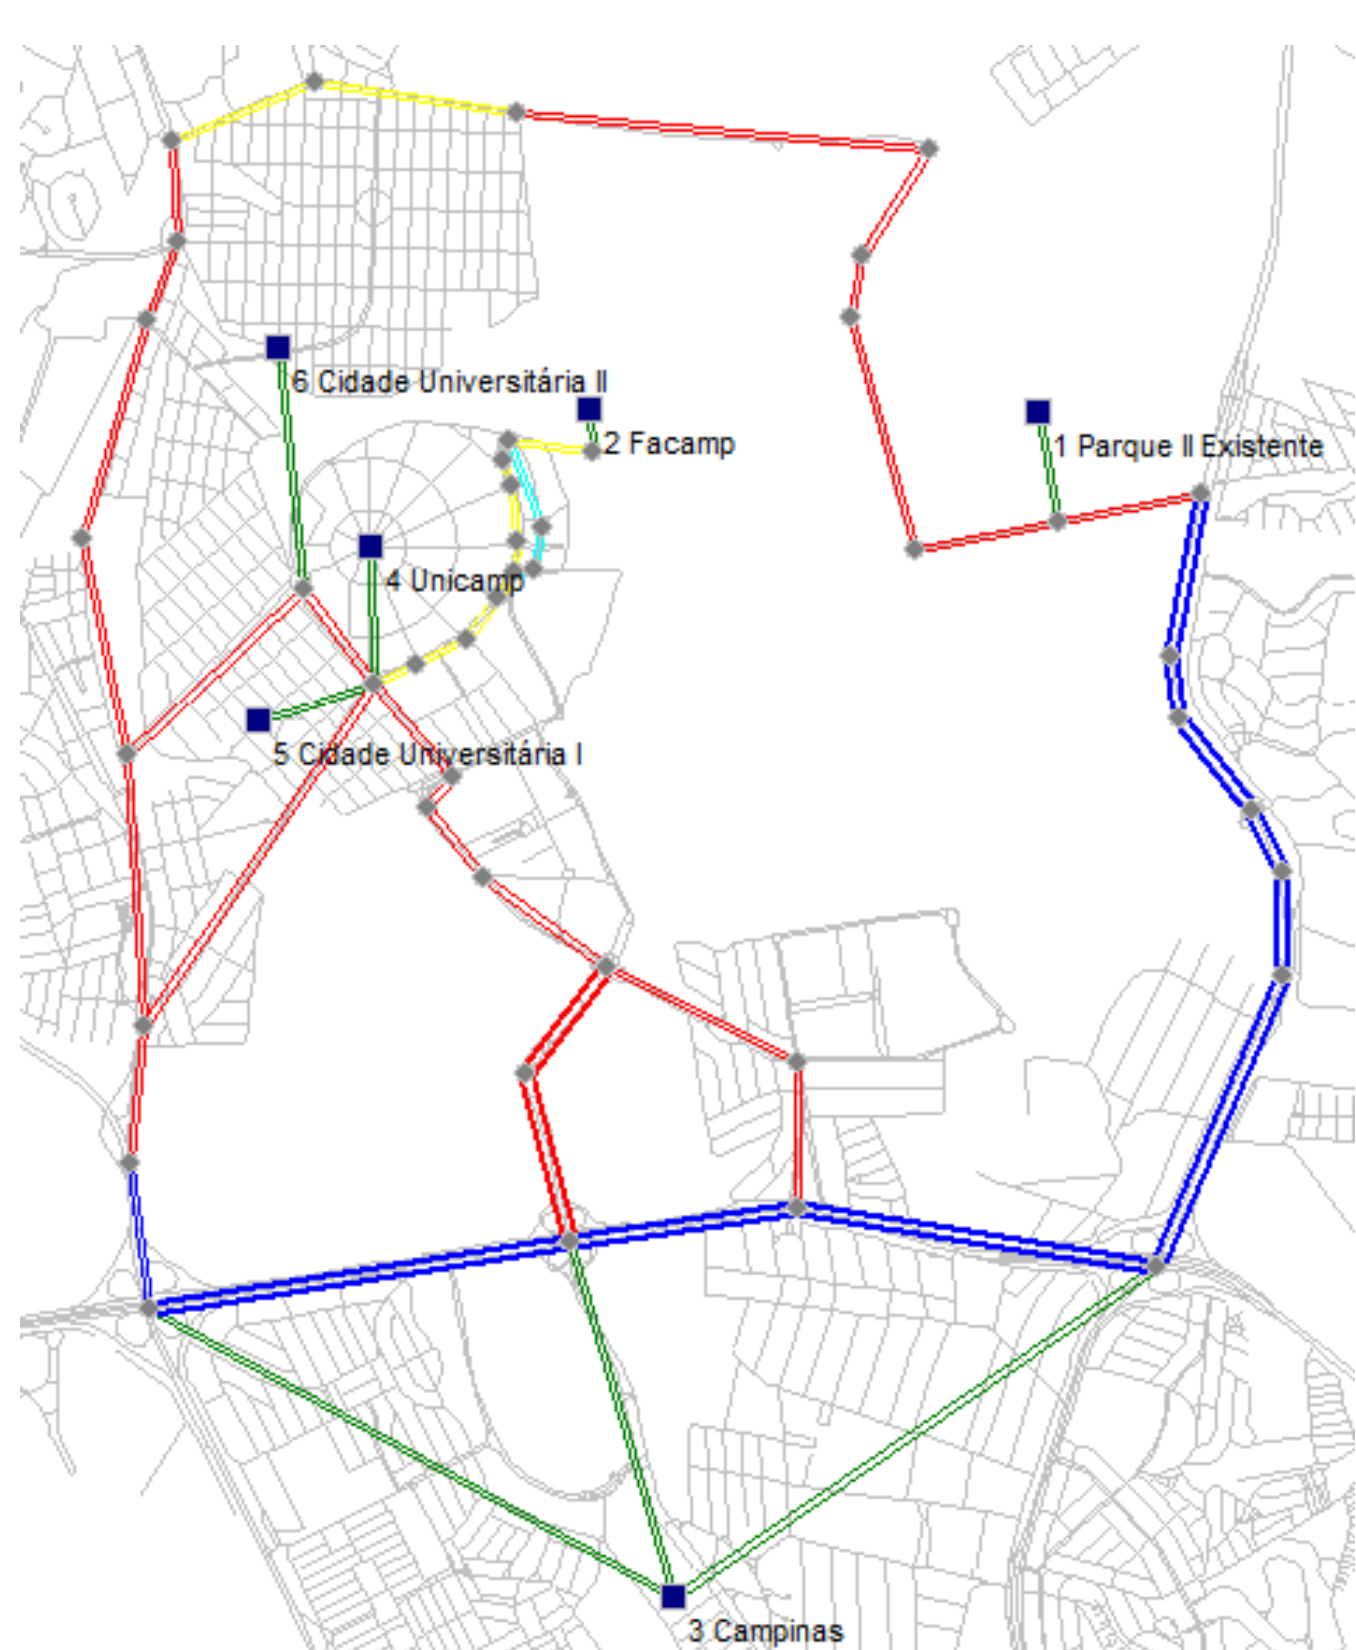 6 Cidade Universitária II
2 Facamp
1 Parque II Existente
4 Unicamp
5 Cidade Universitária I
3 Campinas